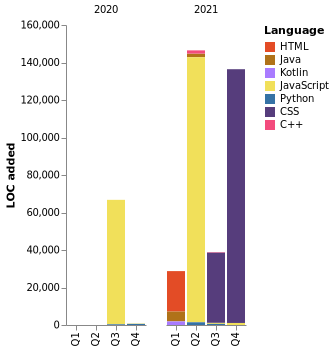 2020 2021
Language
HTML
Java
Kotlin
JavaScript
Python
CSS
C++
LOC added
160,000
140,000
120,000
100,000
80,000
60,000
40,000
20,000
0
Q1 Q2 Q3 Q4 Q1 Q2 Q3 Q4